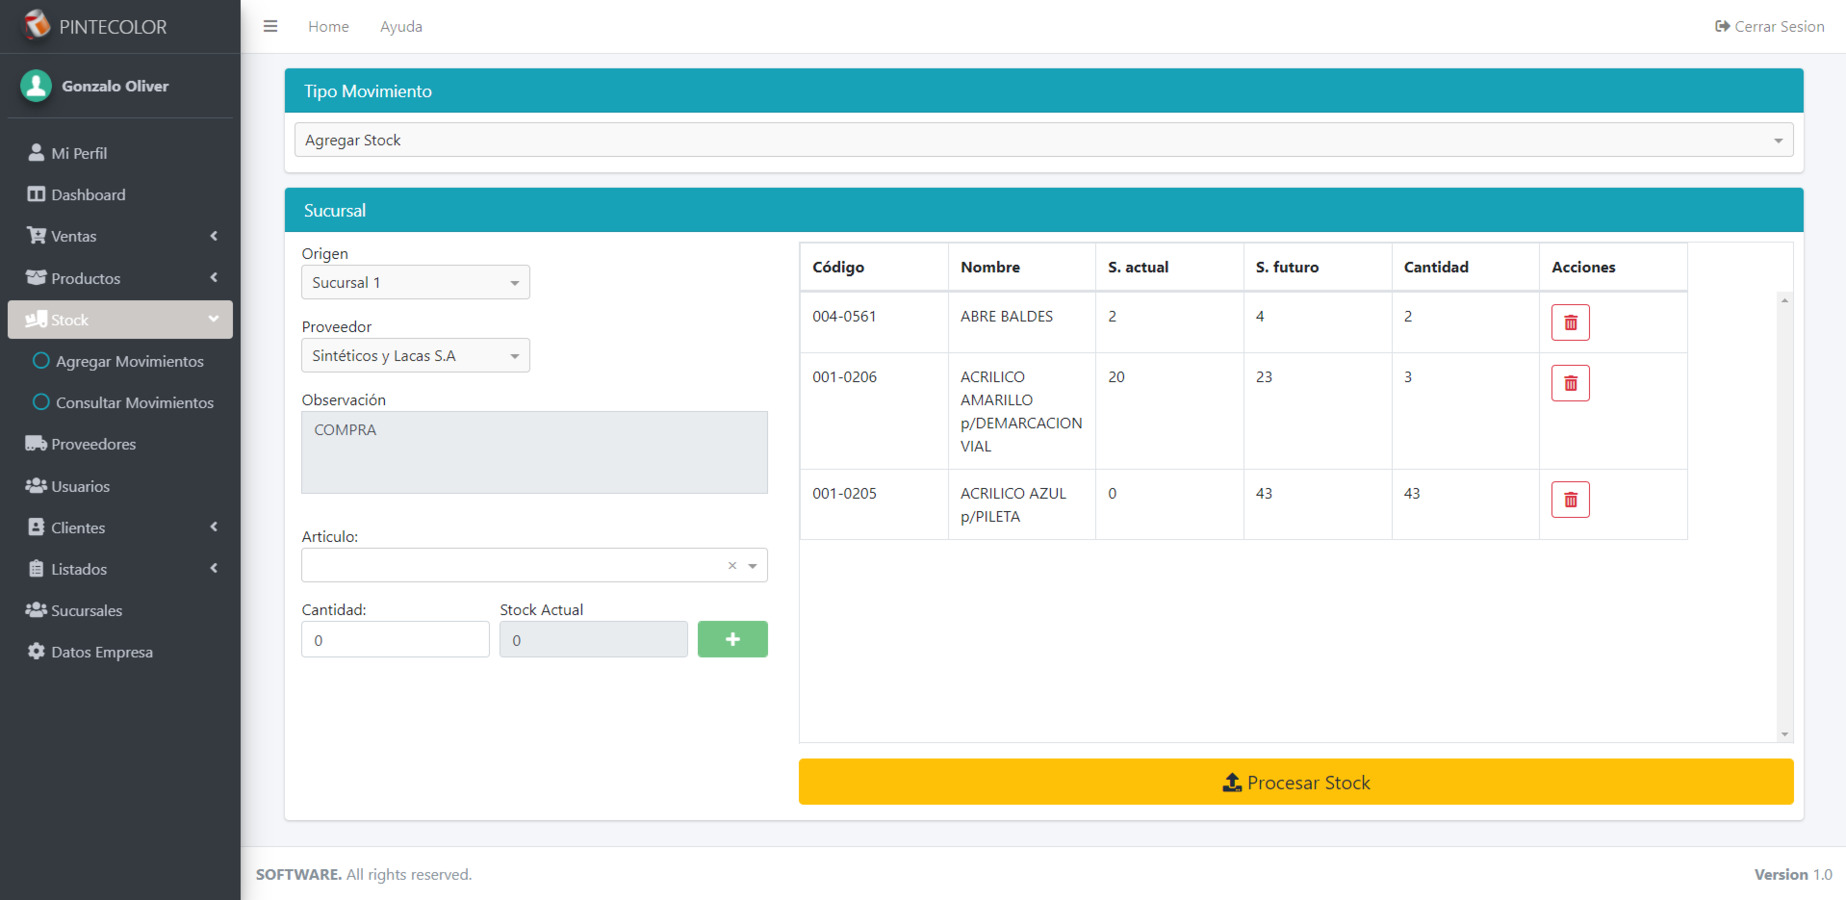 PINTECOLOR
Home Ayuda Cerrar Sesion
Gonzalo Oliver
Mi Perfil
Dashboard
Ventas
Productos
Stock
Agregar Movimientos
Consultar Movimientos
Proveedores
Usuarios
Clientes
Listados
Sucursales
Datos Empresa
Tipo Movimiento
Agregar Stock
Sucursal
Origen
Sucursal 1
Proveedor
Sintéticos y Lacas S.A
Observación
COMPRA
Articulo:
Cantidad: Stock Actual
0 0
Código Nombre S. actual S. futuro Cantidad Acciones
004-0561 ABRE BALDES 2 4 2
001-0206 ACRILICO 20 23 3
AMARILLO
p/DEMARCACION
VIAL
001-0205 ACRILICO AZUL 0 43 43
p/PILETA
Procesar Stock
SOFTWARE. All rights reserved. Version 1.0